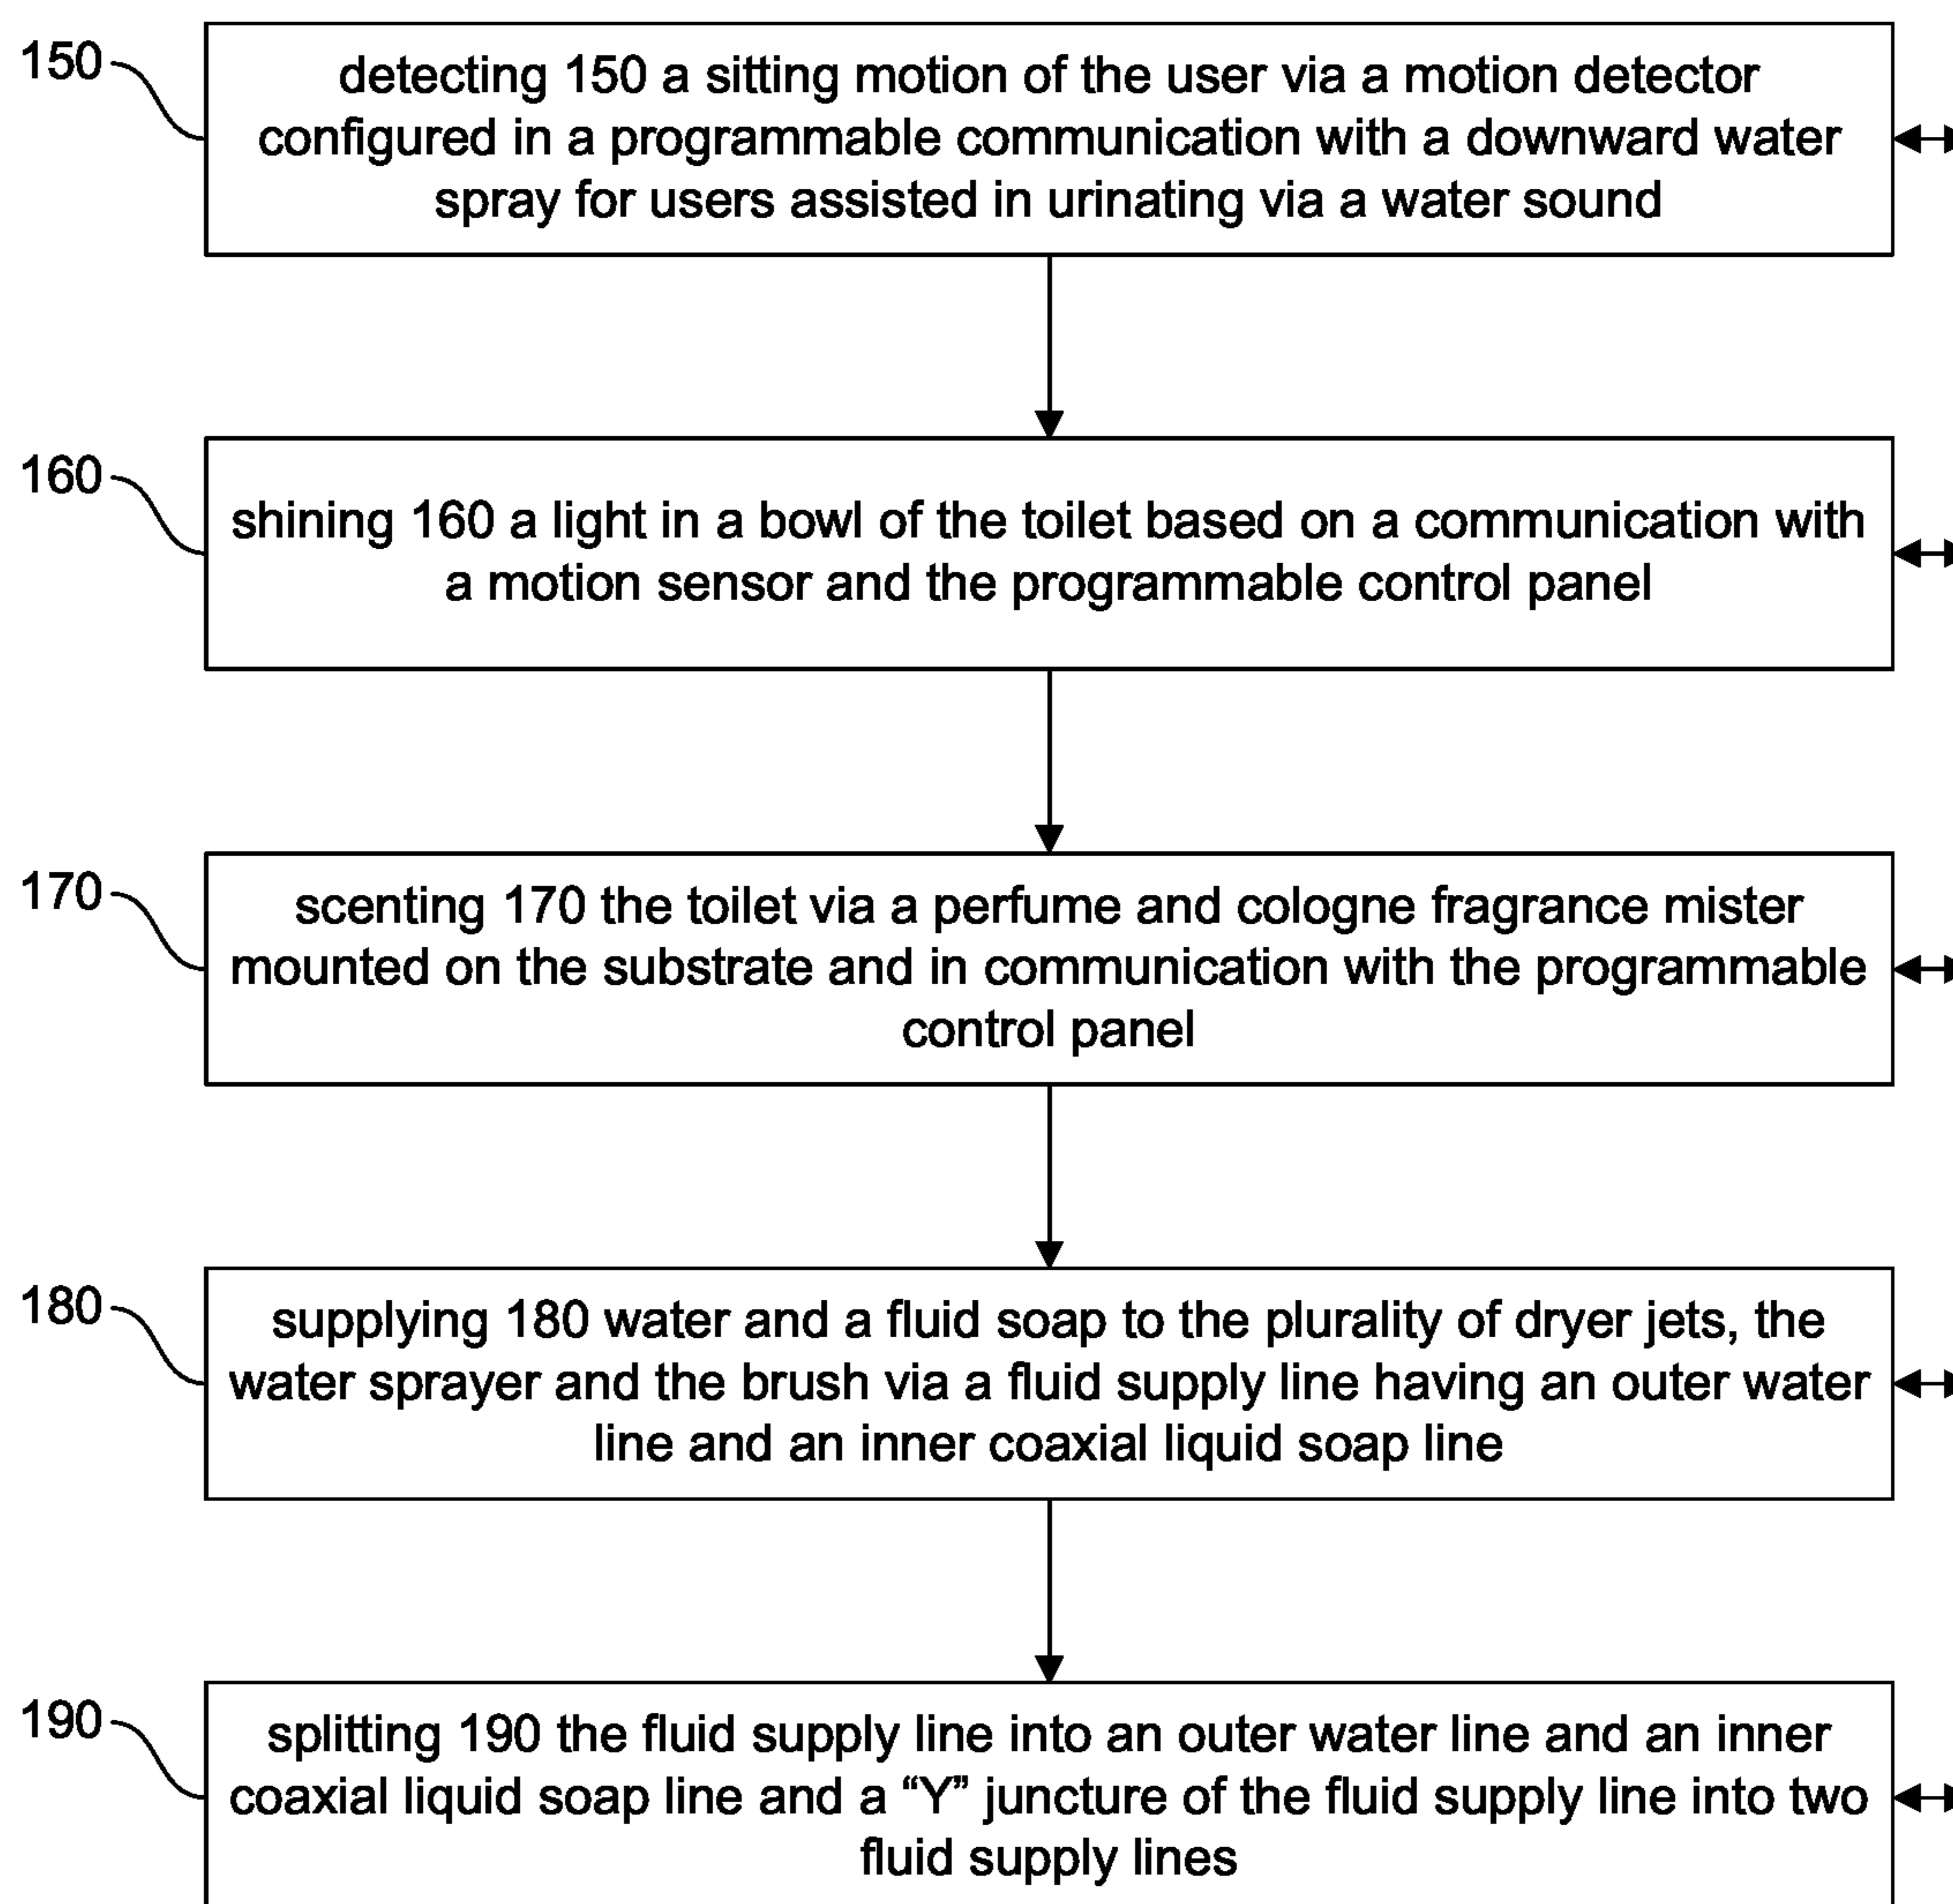 150
detecting 150 a sitting motion of the user via a motion detector
configured in a programmable communication with a downward water
spray for users assisted in urinating via a water sound
160
shining 160 a light in a bowl of the toilet based on a communication with
a motion sensor and the programmable control panel
170
scenting 170 the toilet via a perfume and cologne fragrance mister
mounted on the substrate and in communication with the programmable
control panel
180
supplying 180 water and a fluid soap to the plurality of dryer jets, the
water sprayer and the brush via a fluid supply line having an outer water
line and an inner coaxial liquid soap line
190
splitting 190 the fluid supply line into an outer water line and an inner
coaxial liquid soap line and a “Y” juncture of the fluid supply line into two
fluid supply lines